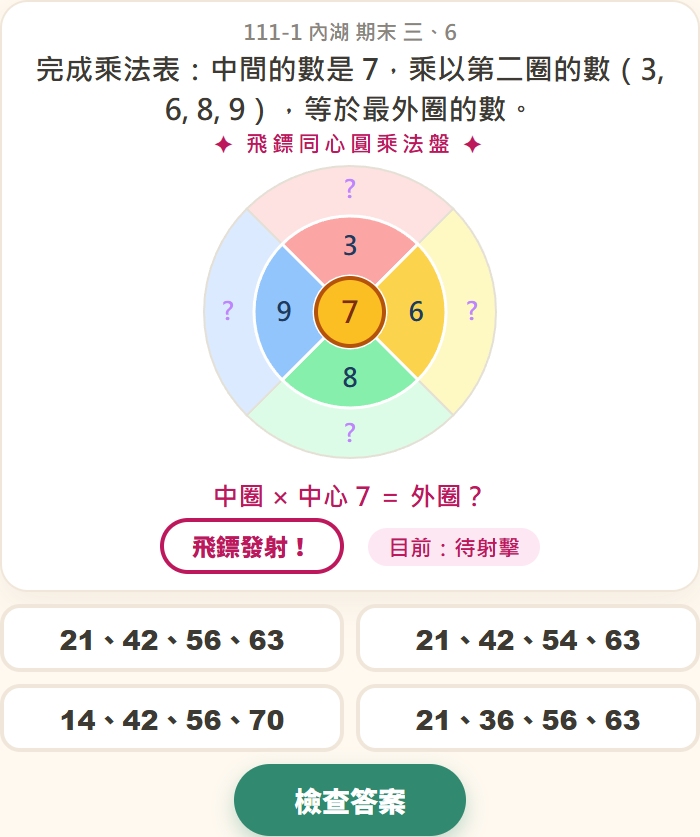 111-1 內湖 期末 三、6
完成乘法表：中間的數是 7，乘以第二圈的數（3,
6, 8, 9），等於最外圈的數。
✦ 飛鏢同心圓乘法盤 ✦
?
3
? 9 7 6 ?
8
?
中圈 × 中心 7 = 外圈？
飛鏢發射！ 目前：待射擊
21、42、56、63 21、42、54、63
14、42、56、70 21、36、56、63
檢查答案